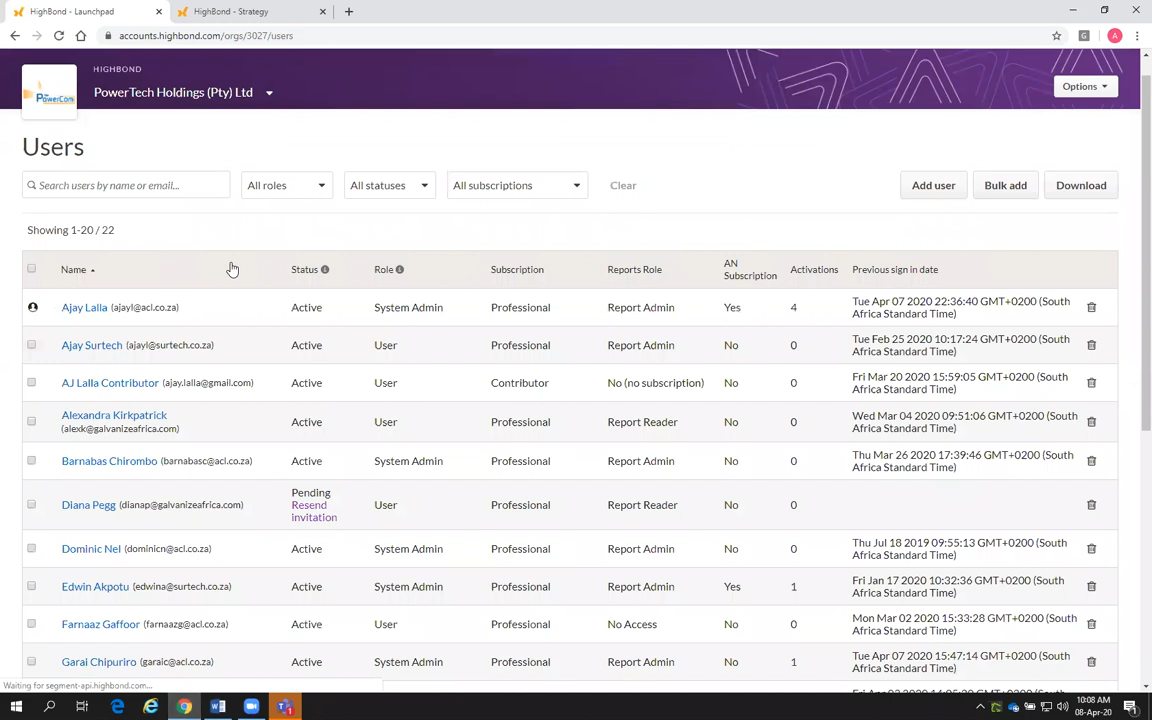 HighBond - Launchpad
HighBond - Strategy
accounts.highbond.com/orgs/3027/users
G
A
PowerCom
HIGHBOND
PowerTech Holdings (Pty) Ltd
Options
Users
Search users by name or email...
All roles
All statuses
All subscriptions
Clear
Add user
Bulk add
Download
Showing 1-20 / 22
Name Status Role Subscription Reports Role AN Subscription Activations Previous sign in date
Ajay Lalla (ajayl@acl.co.za) Active System Admin Professional Report Admin Yes 4 Tue Apr 07 2020 22:36:40 GMT+0200 (South
Africa Standard Time)
Ajay Surtech (ajayl@surtech.co.za) Active User Professional Report Admin No 0 Tue Feb 25 2020 10:17:24 GMT+0200 (South
Africa Standard Time)
AJ Lalla Contributor (ajay.lalla@gmail.com) Active User Contributor No (no subscription) No 0 Fri Mar 20 2020 15:59:05 GMT+0200 (South
Africa Standard Time)
Alexandra Kirkpatrick
(alexk@galvanizeafrica.com) Active User Professional Report Reader No 0 Wed Mar 04 2020 09:51:06 GMT+0200 (South
Africa Standard Time)
Barnabas Chirombo (barnabasc@acl.co.za) Active System Admin Professional Report Admin No 0 Thu Mar 26 2020 17:39:46 GMT+0200 (South
Africa Standard Time)
Diana Pegg (dianap@galvanizeafrica.com) Pending
Resend
invitation
User Professional Report Reader No 0
Dominic Nel (dominicn@acl.co.za) Active System Admin Professional Report Admin No 0 Thu Jul 18 2019 09:55:13 GMT+0200 (South
Africa Standard Time)
Edwin Akpotu (edwina@surtech.co.za) Active System Admin Professional Report Admin Yes 1 Fri Jan 17 2020 10:32:36 GMT+0200 (South
Africa Standard Time)
Farnaaz Gaffoor (farnaazg@acl.co.za) Active User Professional No Access No 0 Mon Mar 02 2020 15:33:28 GMT+0200 (South
Africa Standard Time)
Garai Chipuriro (garaic@acl.co.za) Active System Admin Professional Report Admin No 1 Tue Apr 07 2020 15:47:14 GMT+0200 (South
Africa Standard Time)
Waiting for segment-api.highbond.com...
10:08 AM
08-Apr-20